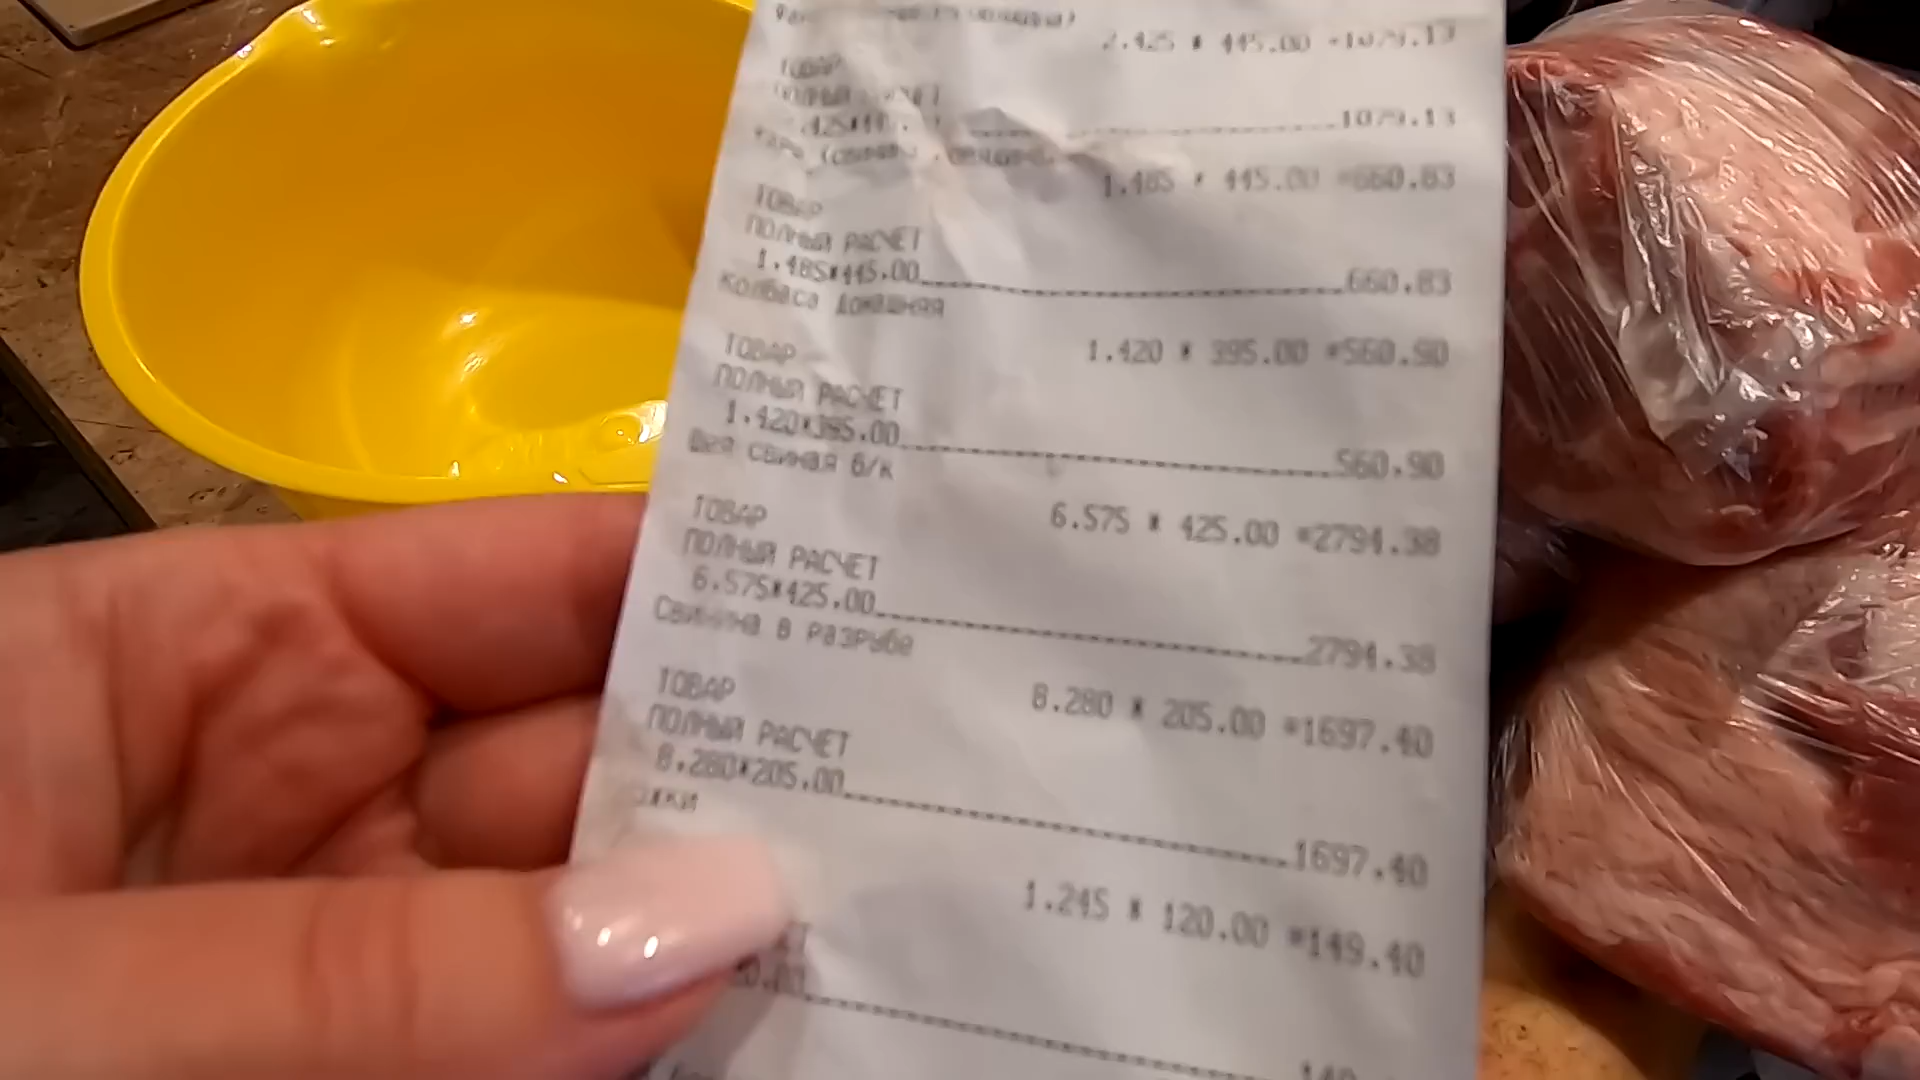 2.425 * 445.00 =1079.13
ТОВАР
ПОЛНЫЙ РАСЧЕТ
1079.13
1.485 * 445.00 =660.83
ТОВАР
ПОЛНЫЙ РАСЧЕТ
1.485*445.00 660.83
Колбаса Домашняя
1.420 * 395.00 =560.90
ТОВАР
ПОЛНЫЙ РАСЧЕТ
1.420*395.00 560.90
Шея свиная б/к
6.575 * 425.00 =2794.38
ТОВАР
ПОЛНЫЙ РАСЧЕТ
6.575*425.00 2794.38
Свинина в разрубе
8.280 * 205.00 =1697.40
ТОВАР
ПОЛНЫЙ РАСЧЕТ
8.280*205.00 1697.40
1.245 * 120.00 =149.40